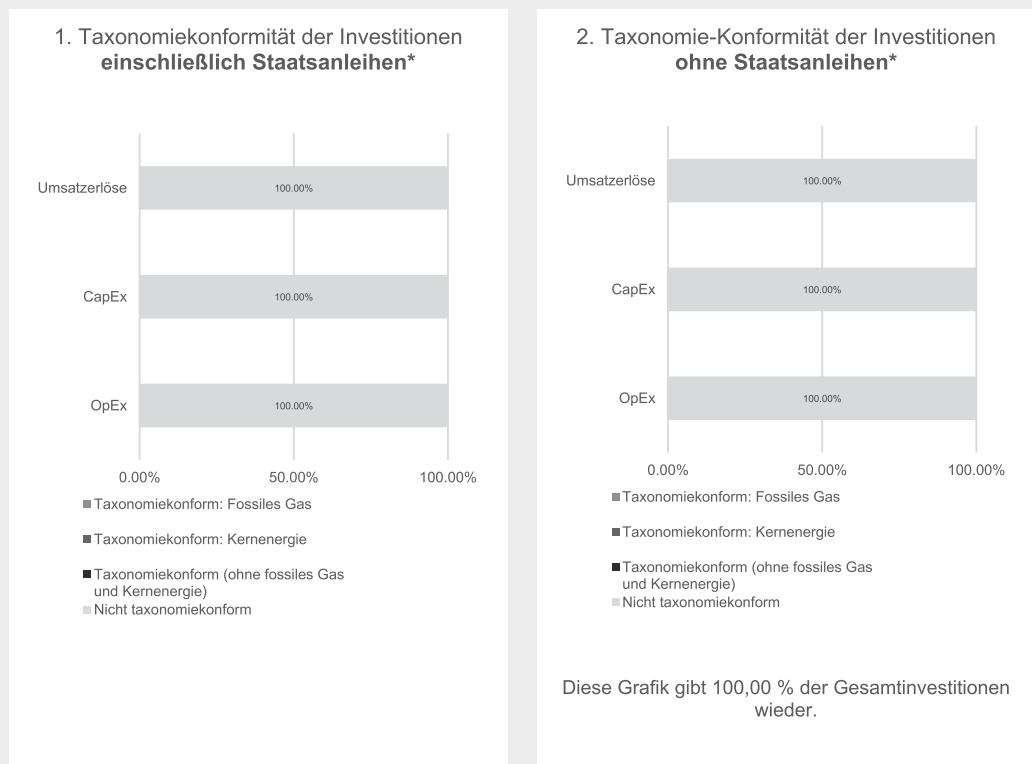 1. Taxonomiekonformität der Investitionen
einschließlich Staatsanleihen*
Umsatzerlöse
100.00%
CapEx
100.00%
OpEx
100.00%
0.00%
50.00%
100.00%
Taxonomiekonform: Fossiles Gas
Taxonomiekonform: Kernenergie
Taxonomiekonform (ohne fossiles Gas
und Kernenergie)
Nicht taxonomiekonform
2. Taxonomie-Konformität der Investitionen
ohne Staatsanleihen*
Umsatzerlöse
100.00%
CapEx
100.00%
OpEx
100.00%
0.00%
50.00%
100.00%
Taxonomiekonform: Fossiles Gas
Taxonomiekonform: Kernenergie
Taxonomiekonform (ohne fossiles Gas
und Kernenergie)
Nicht taxonomiekonform
Diese Grafik gibt 100,00 % der Gesamtinvestitionen
wieder.